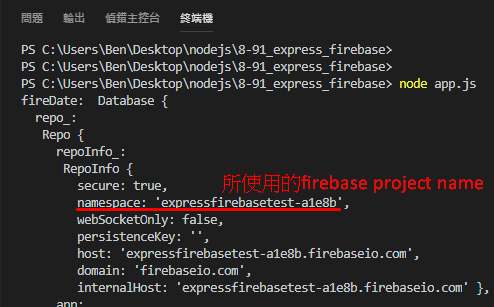 問題 輸出 偵錯主控台 終端機
PS C:\Users\Ben\Desktop\nodejs\8-91_express_firebase>
PS C:\Users\Ben\Desktop\nodejs\8-91_express_firebase>
PS C:\Users\Ben\Desktop\nodejs\8-91_express_firebase> node app.js
fireDate:  Database {
  repo_:
   Repo {
     repoInfo_:
      RepoInfo {
        secure: true,
所使用的firebase project name
        namespace: 'expressfirebasetest-a1e8b',
        webSocketOnly: false,
        persistenceKey: '',
        host: 'expressfirebasetest-a1e8b.firebaseio.com',
        domain: 'firebaseio.com',
        internalHost: 'expressfirebasetest-a1e8b.firebaseio.com' },
     app: